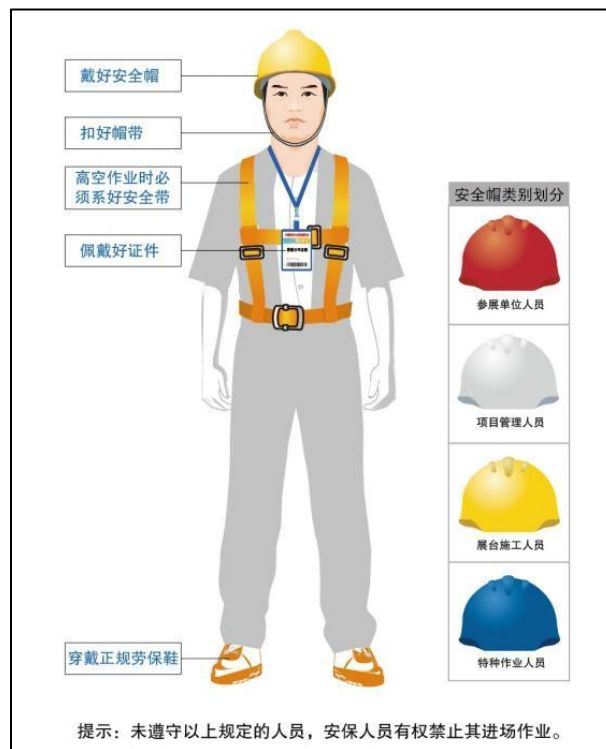 戴好安全帽
扣好帽带
高空作业时必
须系好安全带
佩戴好证件
穿戴正规劳保鞋
安全帽类别划分
参展单位人员
项目管理人员
展台施工人员
特种作业人员
提示：未遵守以上规定的人员，安保人员有权禁止其进场作业。